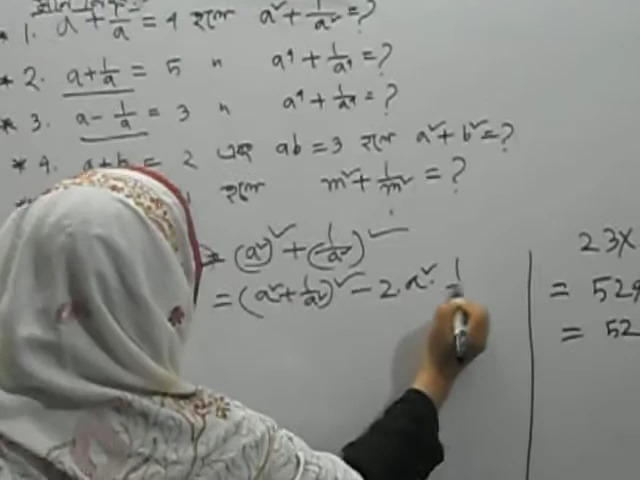 * 1. a + 1/a = 4 হলে a² + 1/a² = ?
* 2. a + 1/a = 5 " a⁴ + 1/a⁴ = ?
* 3. a - 1/a = 3 " a⁴ + 1/a⁴ = ?
* 4. a + b = 2 এবং ab = 3 হলে a² + b² = ?
হলে m² + 1/m² = ?
(a²)² + (1/a²)²
= (a² + 1/a²)² - 2. a². 1
23X
= 529
= 52